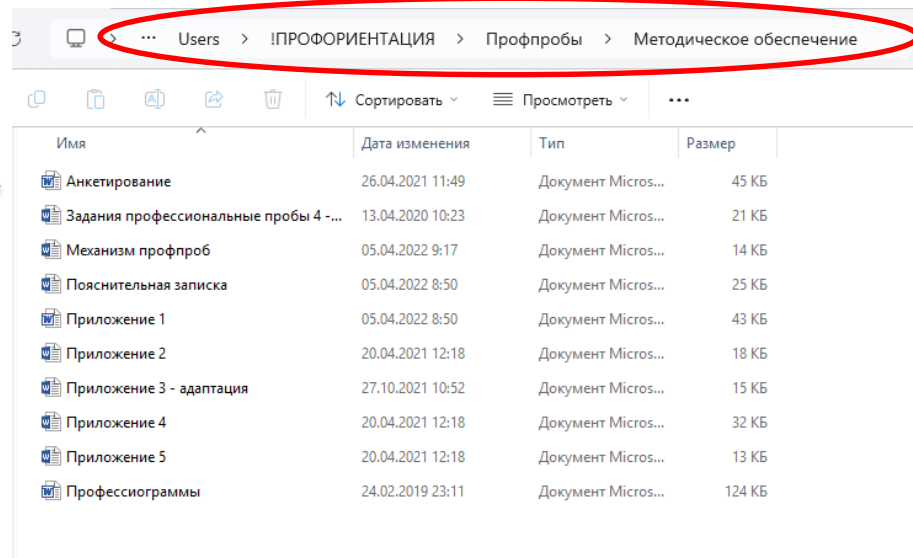 > ... Users > !ПРОФОРИЕНТАЦИЯ > Профпробы > Методическое обеспечение
Сортировать Просмотреть ...
Имя Дата изменения Тип Размер
Анкетирование 26.04.2021 11:49 Документ Micros... 45 КБ
Задания профессиональные пробы 4 -... 13.04.2020 10:23 Документ Micros... 21 КБ
Механизм профпроб 05.04.2022 9:17 Документ Micros... 14 КБ
Пояснительная записка 05.04.2022 8:50 Документ Micros... 25 КБ
Приложение 1 05.04.2022 8:50 Документ Micros... 43 КБ
Приложение 2 20.04.2021 12:18 Документ Micros... 18 КБ
Приложение 3 - адаптация 27.10.2021 10:52 Документ Micros... 15 КБ
Приложение 4 20.04.2021 12:18 Документ Micros... 32 КБ
Приложение 5 20.04.2021 12:18 Документ Micros... 13 КБ
Профессиограммы 24.02.2019 23:11 Документ Micros... 124 КБ